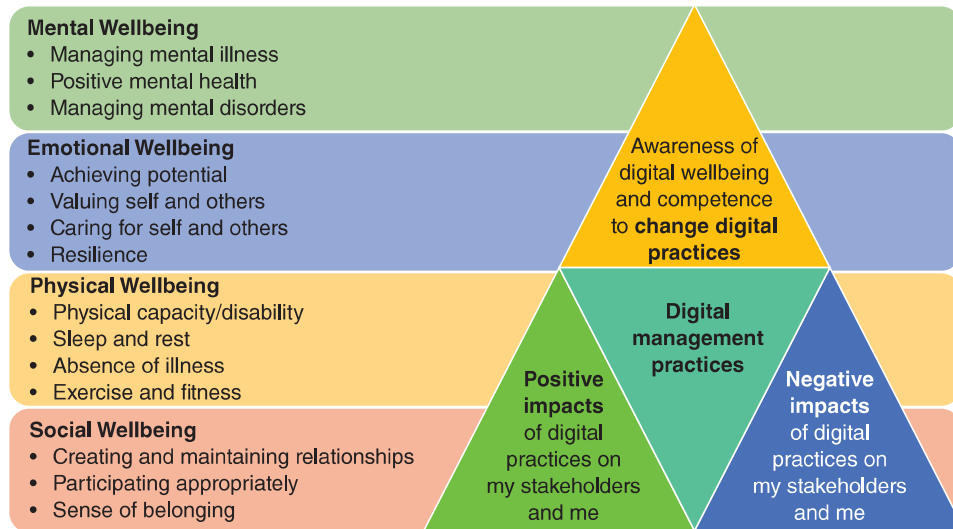 Mental Wellbeing
• Managing mental illness
• Positive mental health
• Managing mental disorders
Emotional Wellbeing
• Achieving potential
• Valuing self and others
• Caring for self and others
• Resilience
Physical Wellbeing
• Physical capacity/disability
• Sleep and rest
• Absence of illness
• Exercise and fitness
Social Wellbeing
• Creating and maintaining relationships
• Participating appropriately
• Sense of belonging
Awareness of
digital wellbeing
and competence
to change digital
practices
Digital
management
practices
Positive
impacts
of digital
practices on
my stakeholders
and me
Negative
impacts
of digital
practices on
my stakeholders
and me